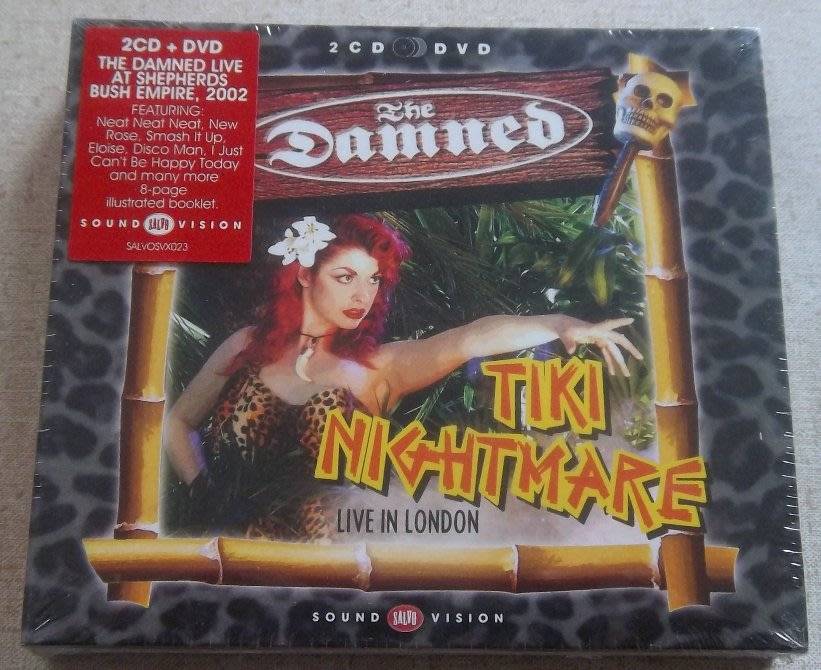 2CD + DVD
THE DAMNED LIVE
AT SHEPHERDS
BUSH EMPIRE, 2002
FEATURING:
Neat Neat Neat, New
Rose, Smash It Up,
Eloise, Disco Man, I Just
Can't Be Happy Today
and many more
8-page
illustrated booklet.
SOUND SALVO VISION
SALVOSVX023
2CD DVD
The
Damned
TIKI
NIGHTMARE
LIVE IN LONDON
SOUND SALVO VISION